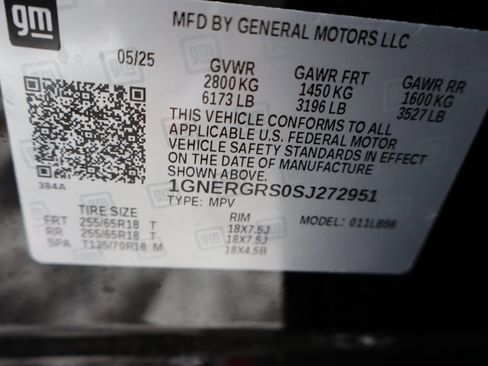 gm
MFD BY GENERAL MOTORS LLC
05/25
GVWR GAWR FRT GAWR RR
2800 KG 1450 KG 1600 KG
6173 LB 3196 LB 3527 LB
THIS VEHICLE CONFORMS TO ALL
APPLICABLE U.S. FEDERAL MOTOR
VEHICLE SAFETY STANDARDS IN EFFECT
ON THE DATE OF MANUFACTURE
SHOWN ABOVE.
384A
1GNERGRS0SJ272951
TYPE: MPV
TIRE SIZE RIM MODEL: 011LB56
FRT 255/65R18 T 18X7.5J
RR 255/65R18 T 18X7.5J
SPA T135/70R18 M 18X4.5B